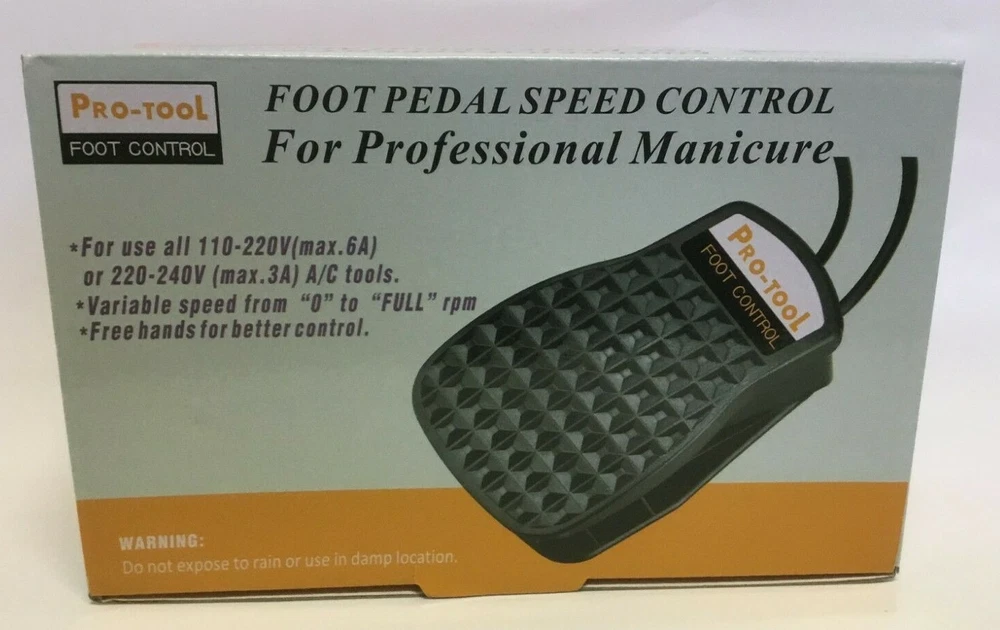 PRO-TOOL
FOOT CONTROL
FOOT PEDAL SPEED CONTROL
For Professional Manicure
*For use all 110-220V(max.6A)
or 220-240V (max.3A) A/C tools.
*Variable speed from "0" to "FULL" rpm
*Free hands for better control.
PRO-TOOL
FOOT CONTROL
WARNING:
Do not expose to rain or use in damp location.